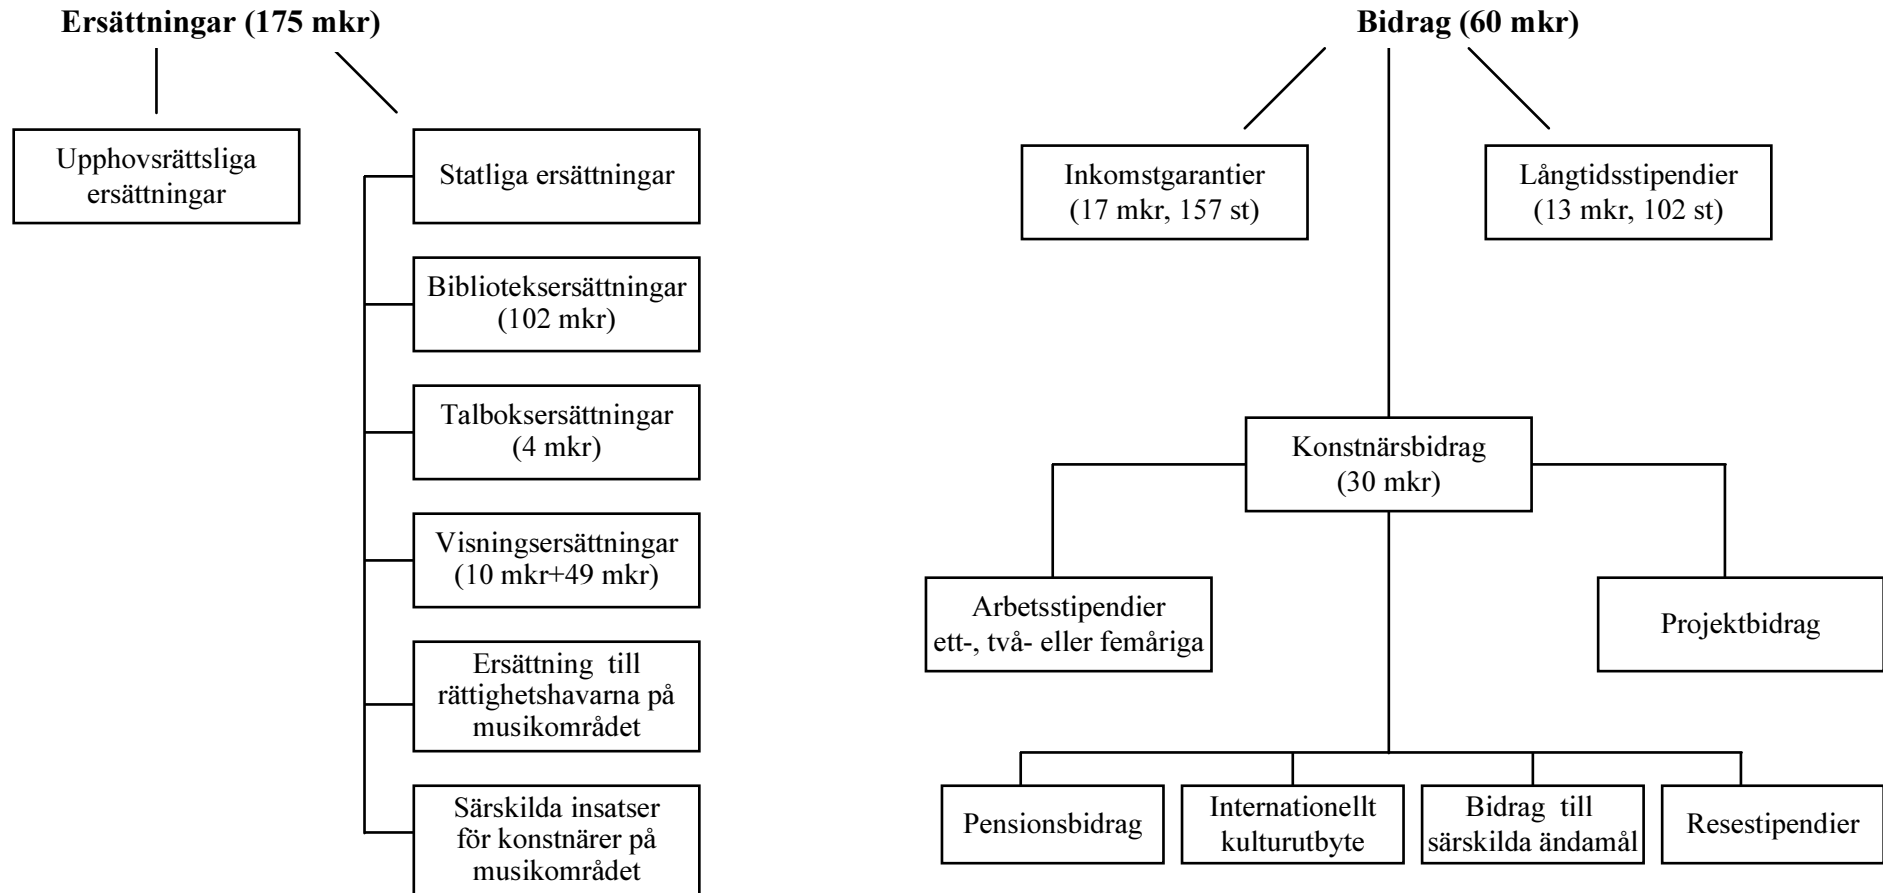 Ersättningar (175 mkr)
Upphovsrättsliga
ersättningar
Statliga ersättningar
Biblioteksersättningar
(102 mkr)
Talboksersättningar
(4 mkr)
Visningsersättningar
(10 mkr+49 mkr)
Ersättning till
rättighetshavarna på
musikområdet
Särskilda insatser
för konstnärer på
musikområdet
Bidrag (60 mkr)
Inkomstgarantier
(17 mkr, 157 st)
Långtidsstipendier
(13 mkr, 102 st)
Konstnärsbidrag
(30 mkr)
Arbetsstipendier
ett-, två- eller femåriga
Projektbidrag
Pensionsbidrag
Internationellt
kulturutbyte
Bidrag till
särskilda ändamål
Resestipendier